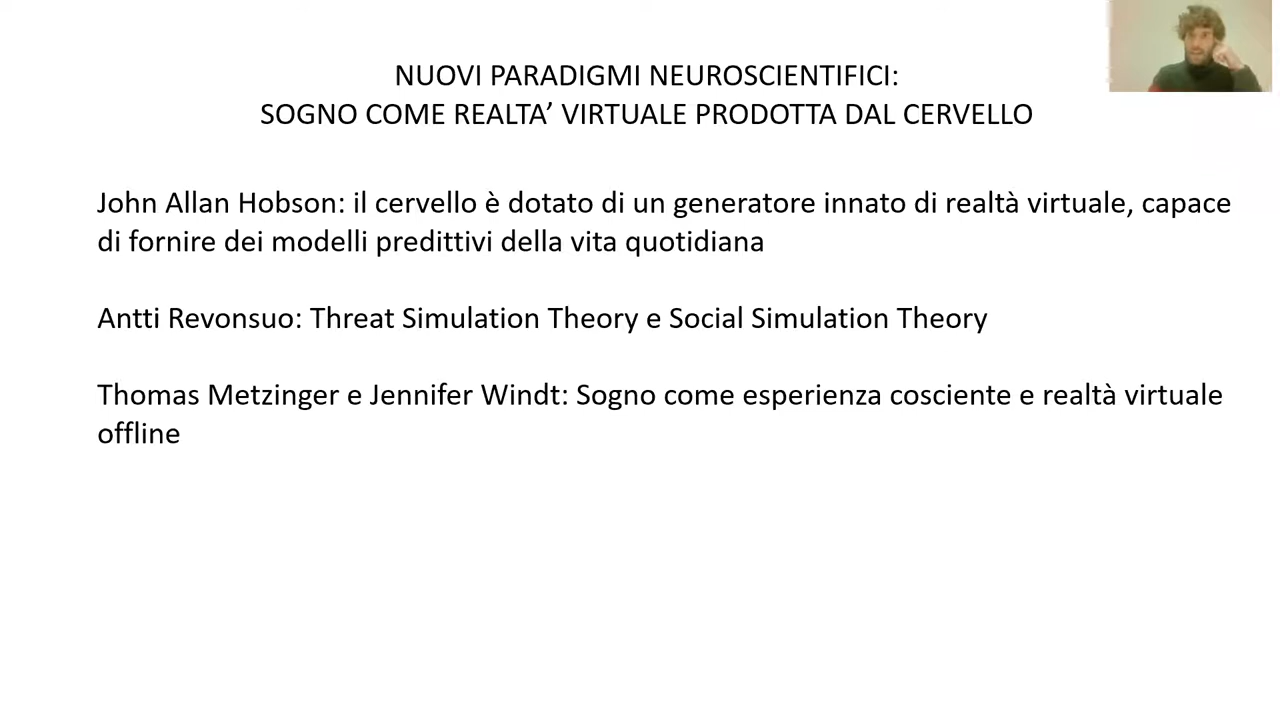 NUOVI PARADIGMI NEUROSCIENTIFICI:
SOGNO COME REALTA’ VIRTUALE PRODOTTA DAL CERVELLO
John Allan Hobson: il cervello è dotato di un generatore innato di realtà virtuale, capace
di fornire dei modelli predittivi della vita quotidiana
Antti Revonsuo: Threat Simulation Theory e Social Simulation Theory
Thomas Metzinger e Jennifer Windt: Sogno come esperienza cosciente e realtà virtuale
offline